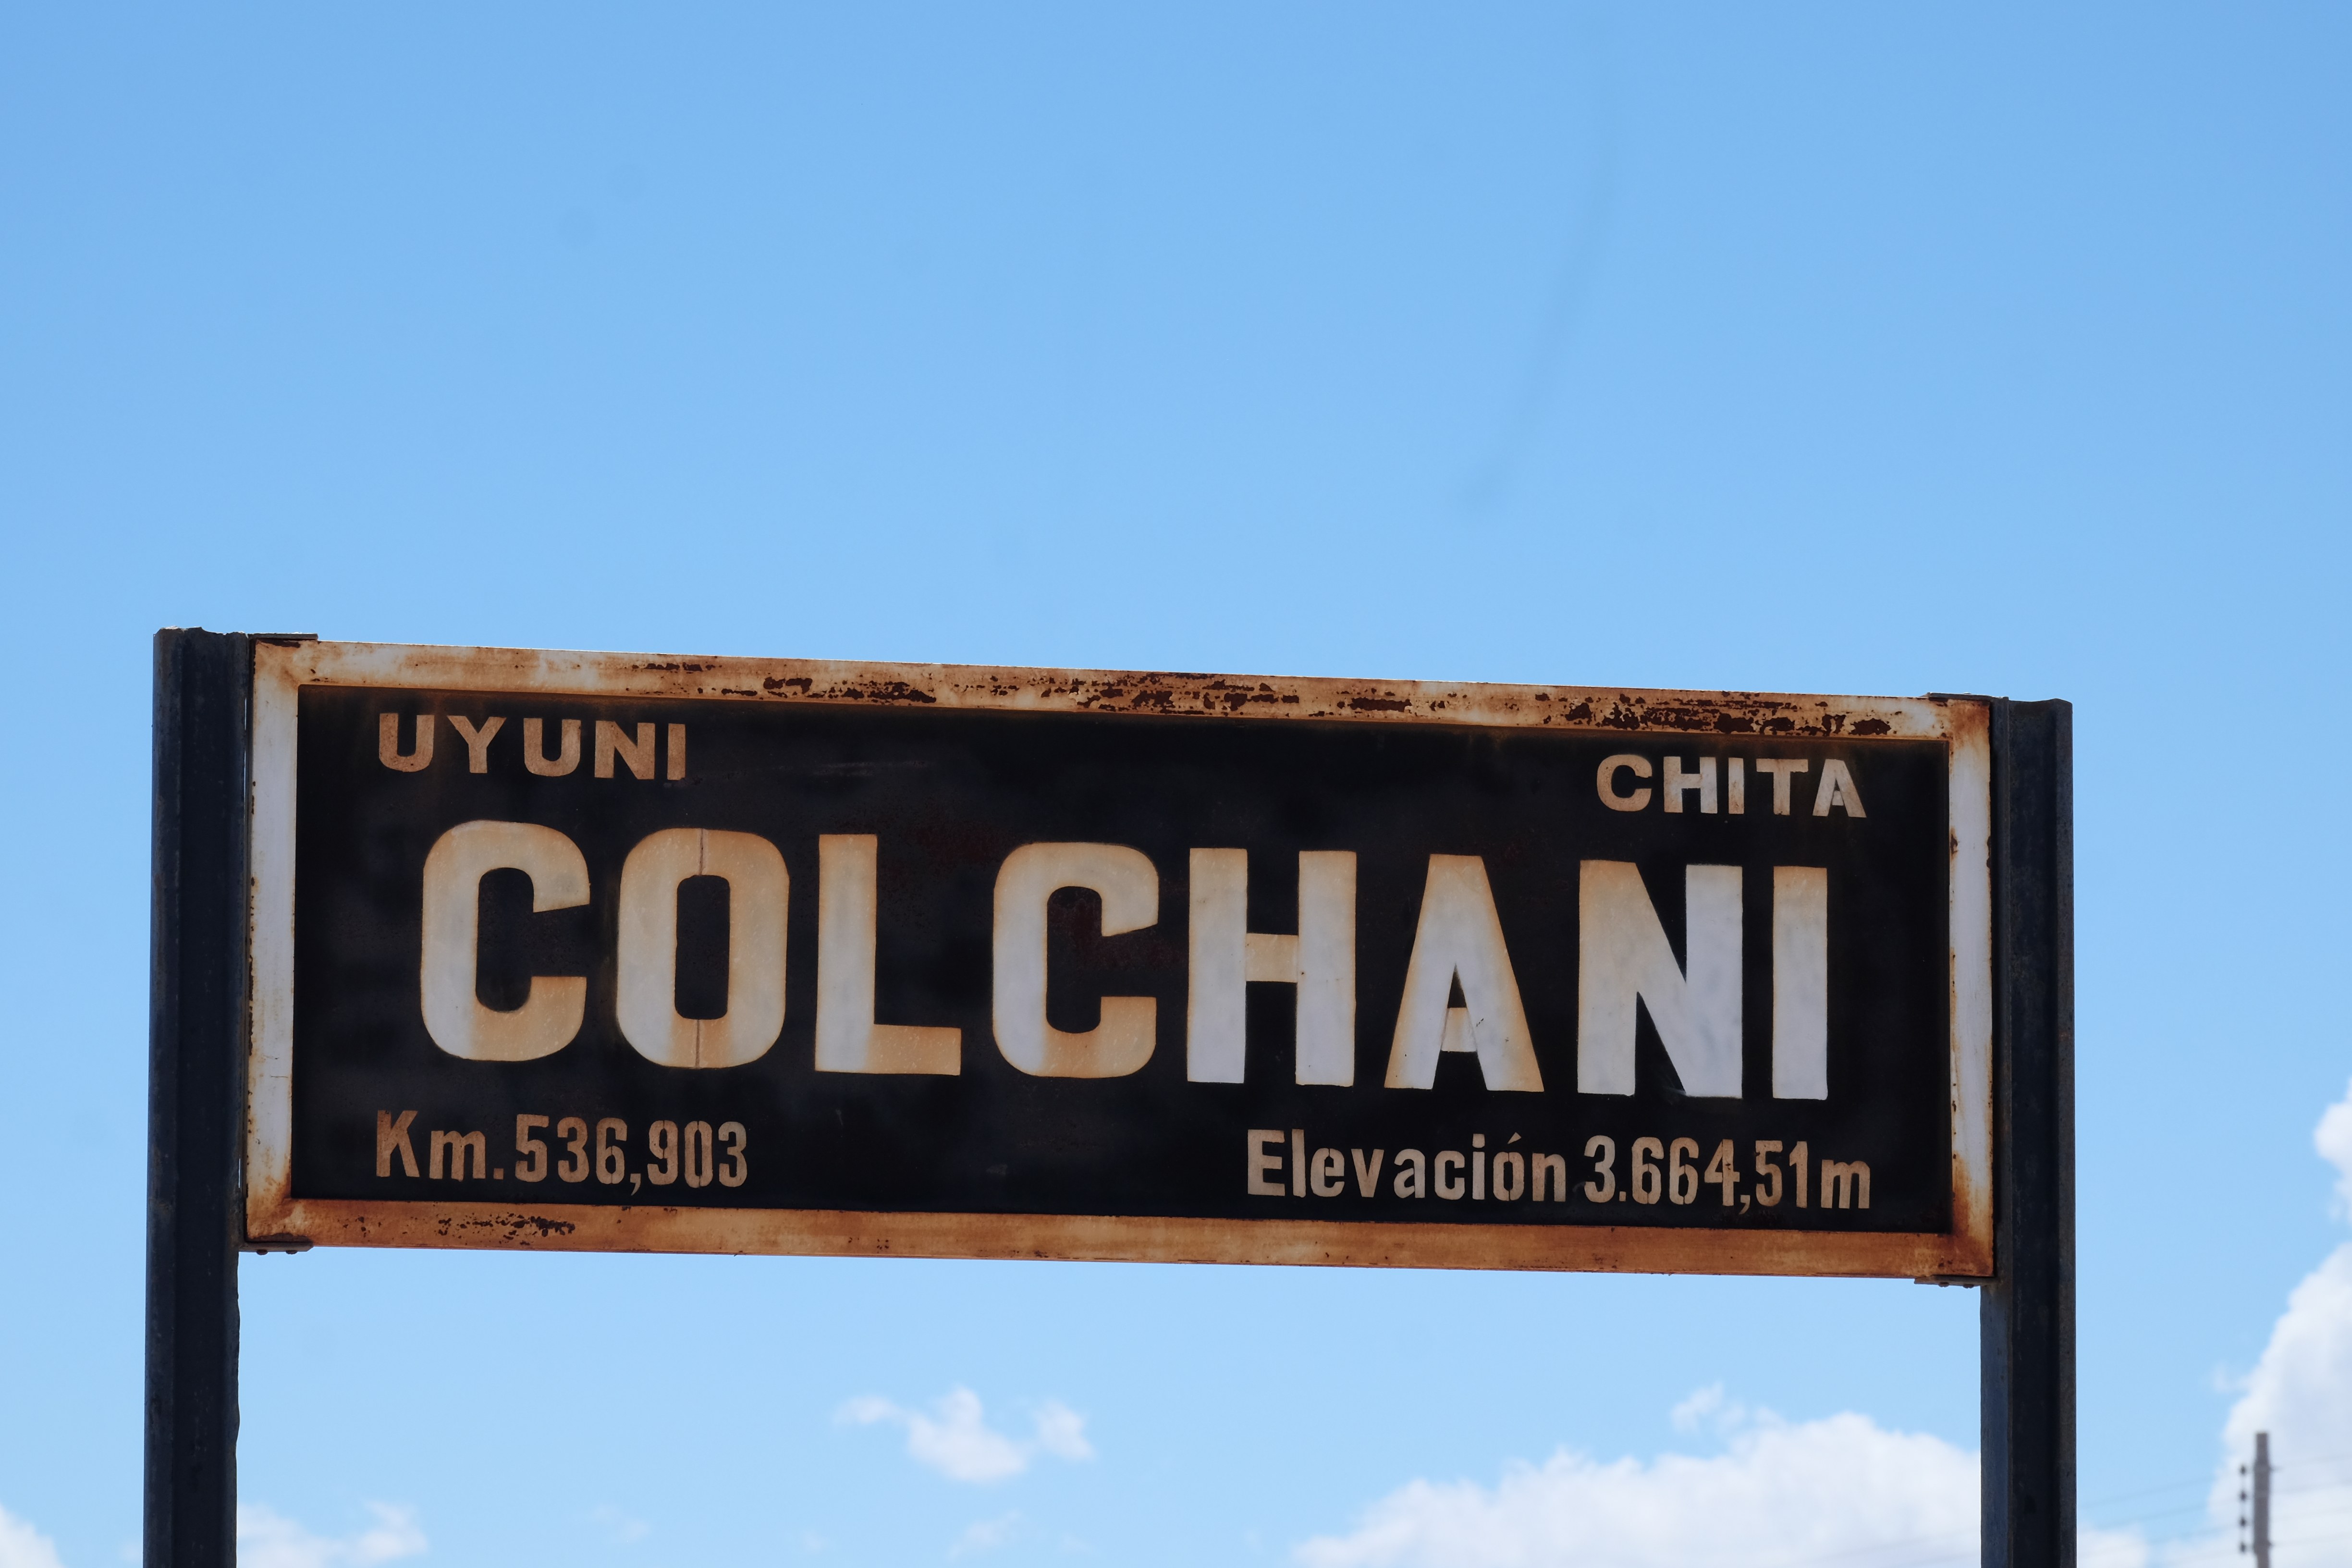 UYUNI CHITA
COLCHANI
Km.536,903 Elevación 3.664,51m